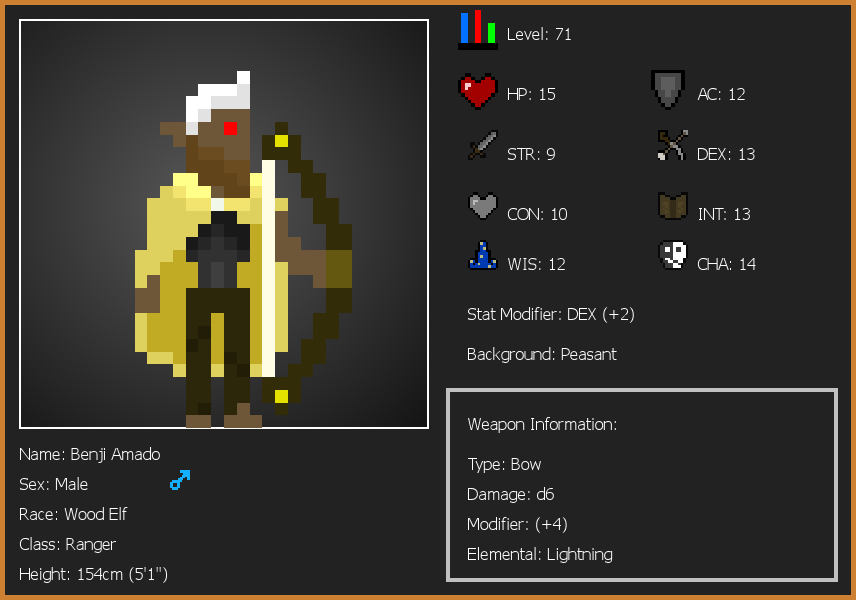 Level: 71
HP: 15
AC: 12
STR: 9
DEX: 13
CON: 10
INT: 13
WIS: 12
CHA: 14
Stat Modifier: DEX (+2)
Background: Peasant
Weapon Information:
Type: Bow
Damage: d6
Modifier: (+4)
Elemental: Lightning
Name: Benji Amado
Sex: Male
Race: Wood Elf
Class: Ranger
Height: 154cm (5'1")